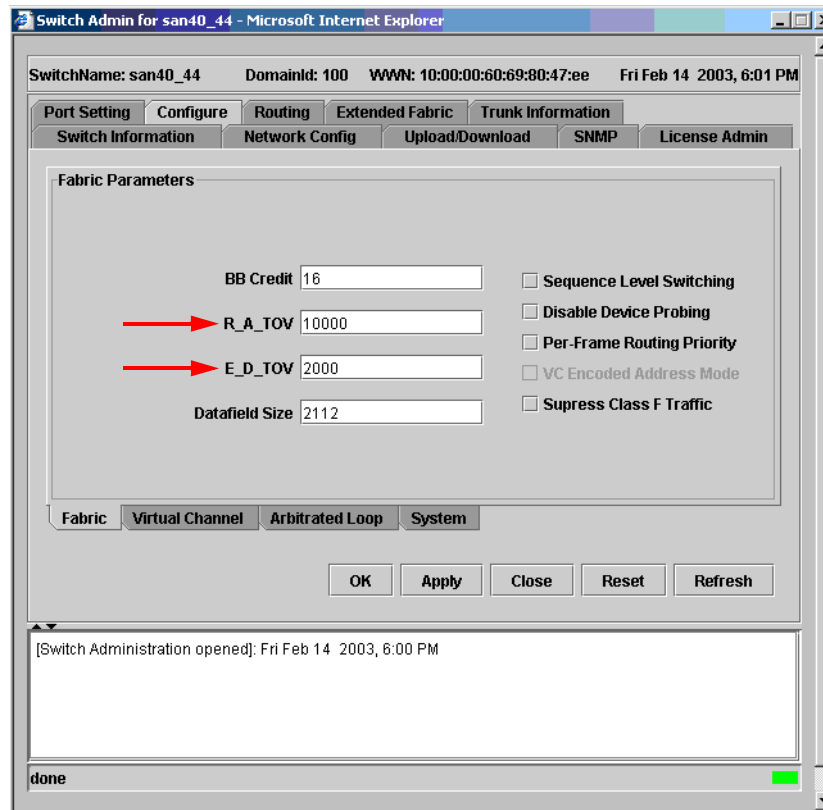 Switch Admin for san40_44 - Microsoft Internet Explorer
SwitchName: san40_44 DomainId: 100 WWN: 10:00:00:60:69:80:47:ee Fri Feb 14 2003, 6:01 PM
Port Setting Configure Routing Extended Fabric Trunk Information
Switch Information Network Config Upload/Download SNMP License Admin
Fabric Parameters
BB Credit 16
R_A_TOV 10000
E_D_TOV 2000
Datafield Size 2112
Sequence Level Switching
Disable Device Probing
Per-Frame Routing Priority
VC Encoded Address Mode
Supress Class F Traffic
Fabric Virtual Channel Arbitrated Loop System
OK Apply Close Reset Refresh
[Switch Administration opened]: Fri Feb 14 2003, 6:00 PM
done